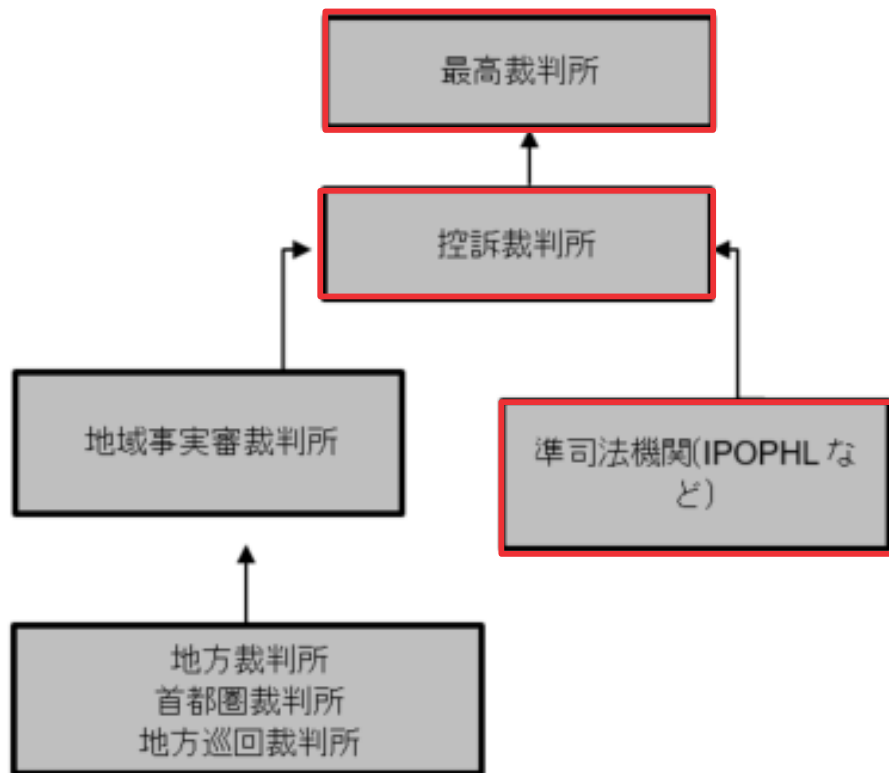 最高裁判所
控訴裁判所
地域事実審裁判所
準司法機関(IPOPHL な
ど)
地方裁判所
首都圏裁判所
地方巡回裁判所